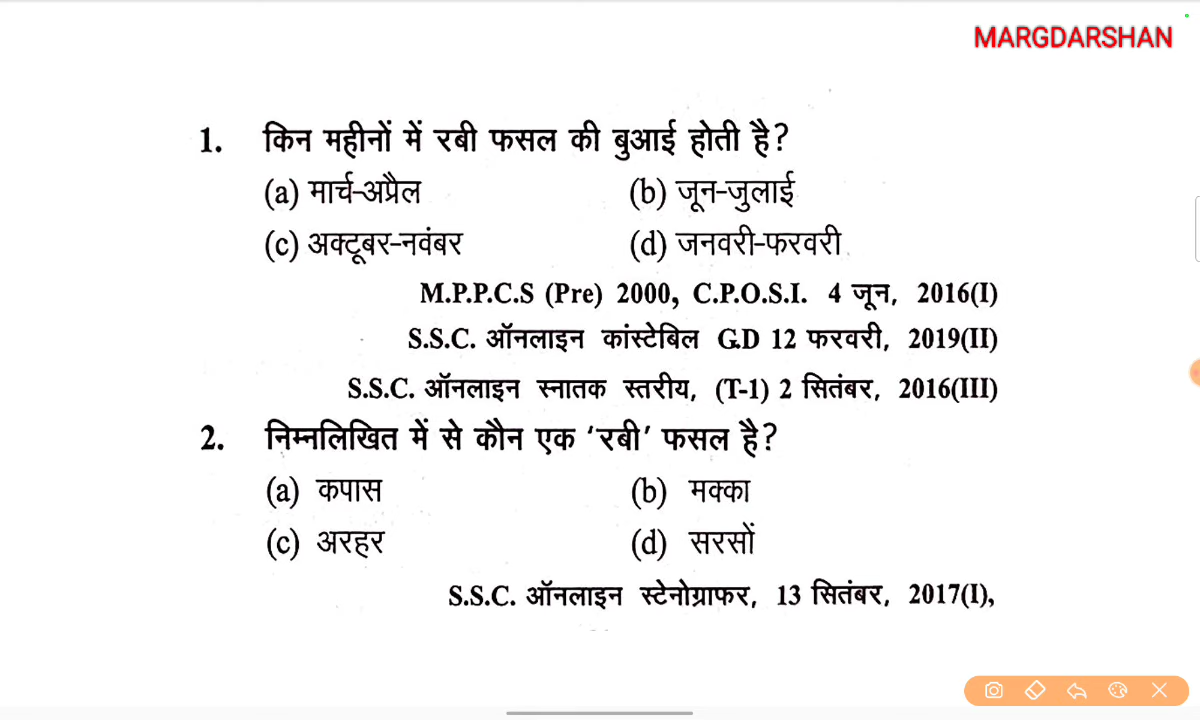 MARGDARSHAN
1. किन महीनों में रबी फसल की बुआई होती है?
(a) मार्च-अप्रैल (b) जून-जुलाई
(c) अक्टूबर-नवंबर (d) जनवरी-फरवरी
M.P.P.C.S (Pre) 2000, C.P.O.S.I. 4 जून, 2016(I)
S.S.C. ऑनलाइन कांस्टेबिल G.D 12 फरवरी, 2019(II)
S.S.C. ऑनलाइन स्नातक स्तरीय, (T-1) 2 सितंबर, 2016(III)
2. निम्नलिखित में से कौन एक ‘रबी’ फसल है?
(a) कपास (b) मक्का
(c) अरहर (d) सरसों
S.S.C. ऑनलाइन स्टेनोग्राफर, 13 सितंबर, 2017(I),